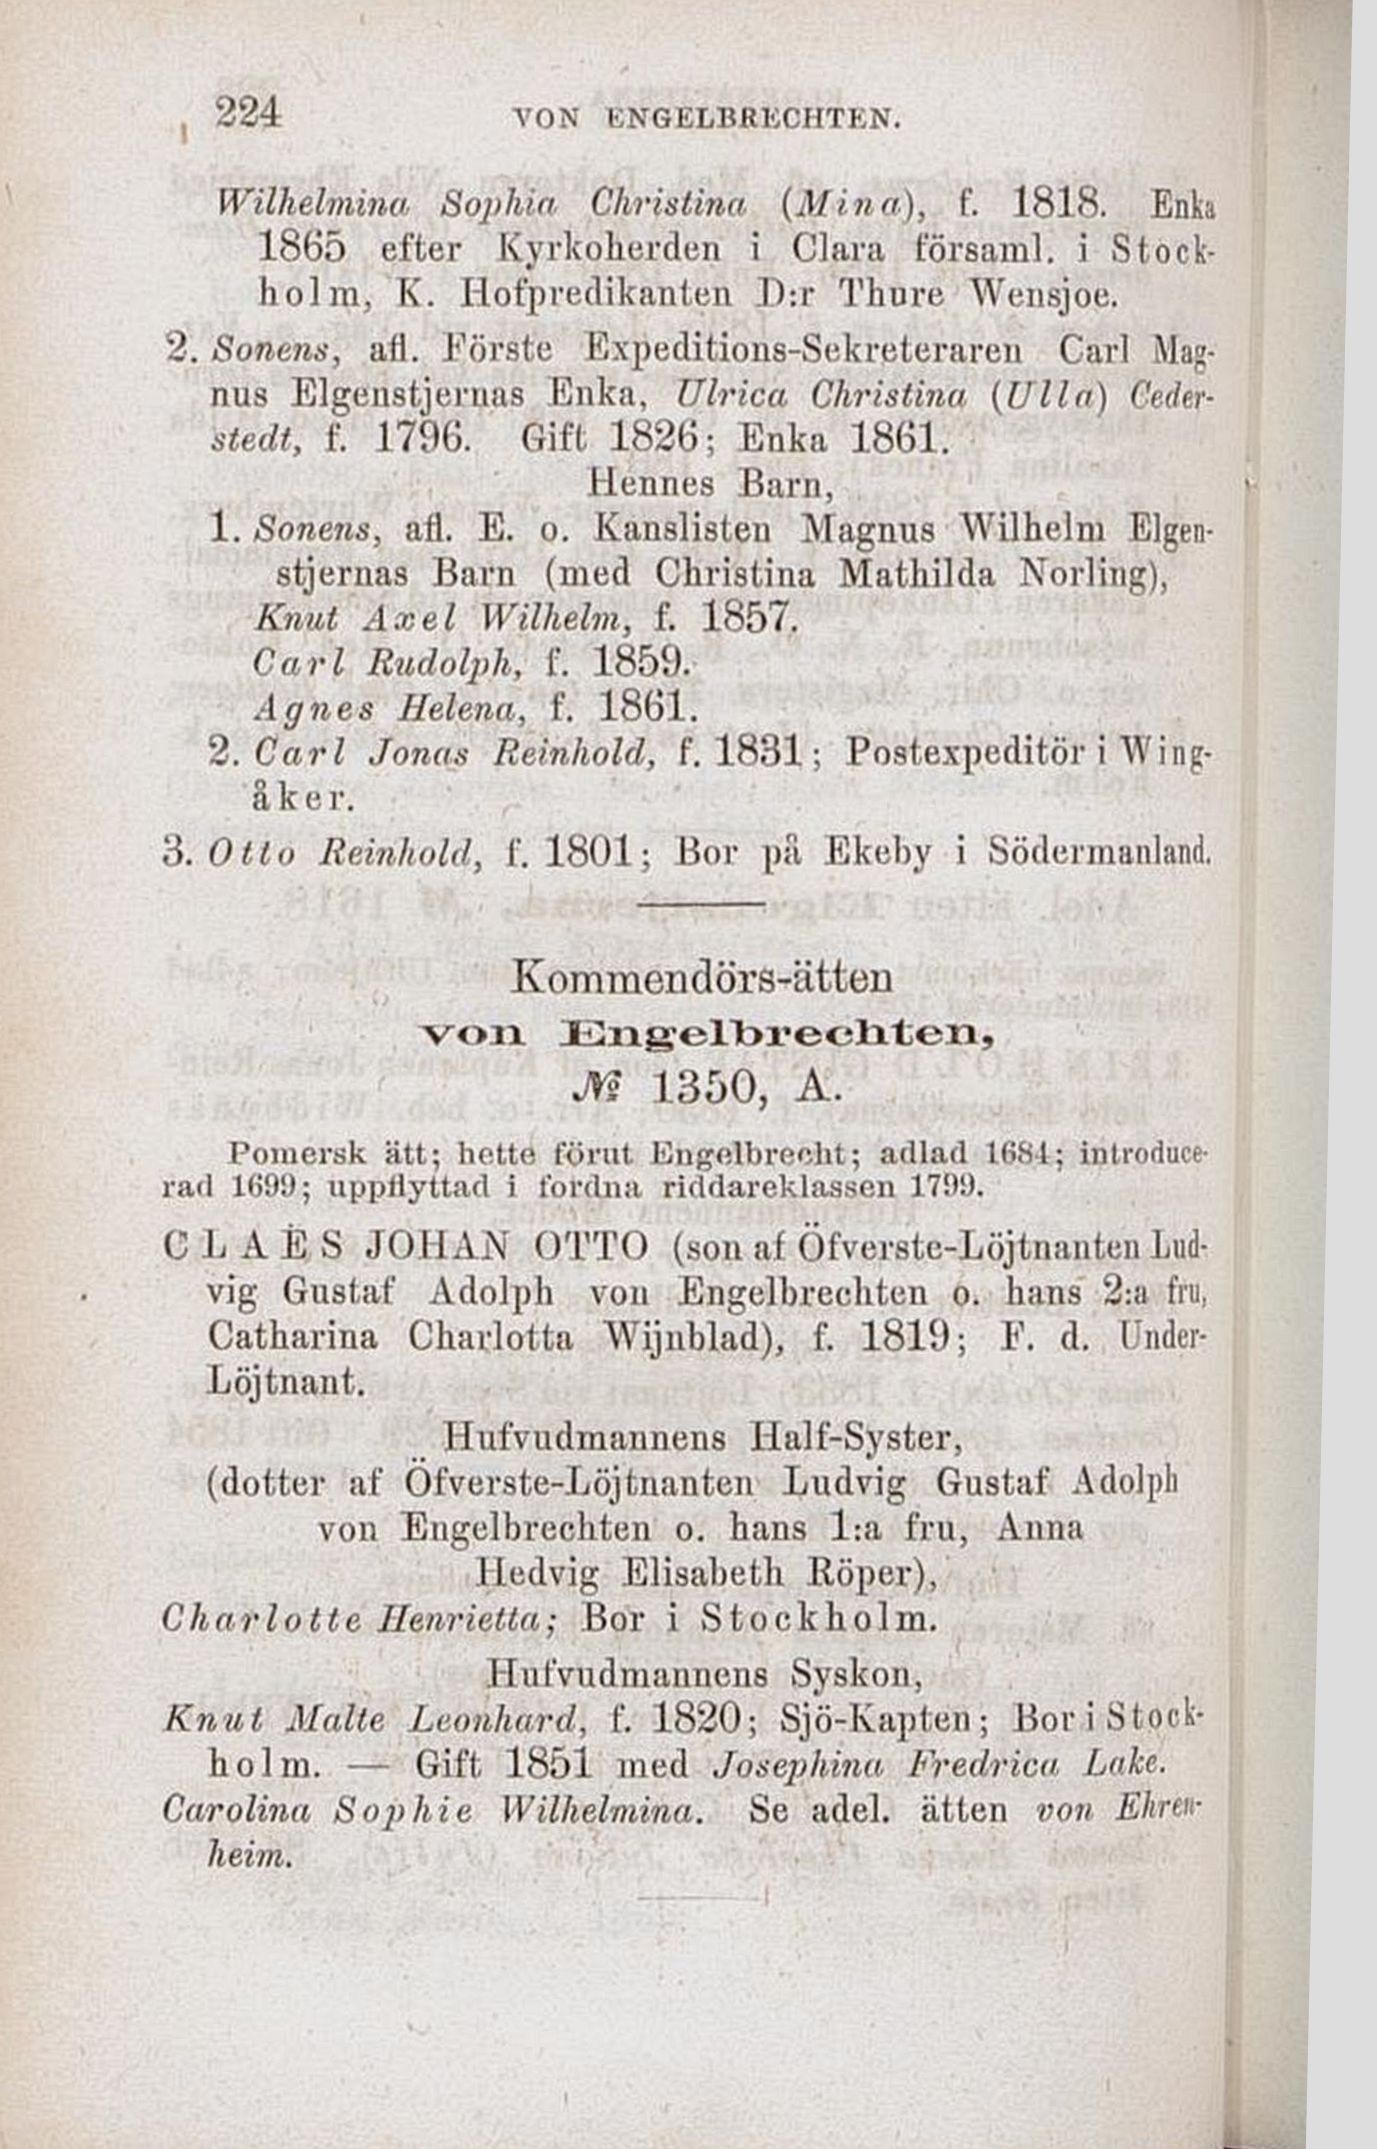 224 VON ENGELBRECHTEN.
Wilhelmina Sophia Christina (Mina), f. 1818. Enka
1865 efter Kyrkoherden i Clara församl. i Stock-
holm, K. Hofpredikanten D:r Thure Wensjoe.
2. Sonens, afl. Förste Expeditions-Sekreteraren Carl Mag-
nus Elgenstjernas Enka, Ulrica Christina (Ulla) Ceder-
stedt, f. 1796. Gift 1826; Enka 1861.
Hennes Barn,
1. Sonens, afl. E. o. Kanslisten Magnus Wilhelm Elgen-
stjernas Barn (med Christina Mathilda Norling),
Knut Axel Wilhelm, f. 1857.
Carl Rudolph, f. 1859.
Agnes Helena, f. 1861.
2. Carl Jonas Reinhold, f. 1831; Postexpeditör i Wing-
åker.
3. Otto Reinhold, f. 1801; Bor på Ekeby i Södermanland.
Kommendörs-ätten
von Engelbrechten,
№ 1350, A.
Pomersk ätt; hette förut Engelbrecht; adlad 1684; introduce-
rad 1699; uppflyttad i fordna riddareklassen 1799.
CLAËS JOHAN OTTO (son af Öfverste-Löjtnanten Lud-
vig Gustaf Adolph von Engelbrechten o. hans 2:a fru,
Catharina Charlotta Wijnblad), f. 1819; F. d. Under-
Löjtnant.
Hufvudmannens Half-Syster,
(dotter af Öfverste-Löjtnanten Ludvig Gustaf Adolph
von Engelbrechten o. hans 1:a fru, Anna
Hedvig Elisabeth Röper),
Charlotte Henrietta; Bor i Stockholm.
Hufvudmannens Syskon,
Knut Malte Leonhard, f. 1820; Sjö-Kapten; Bor i Stock-
holm. — Gift 1851 med Josephina Fredrica Lake.
Carolina Sophie Wilhelmina. Se adel. ätten von Ehren-
heim.